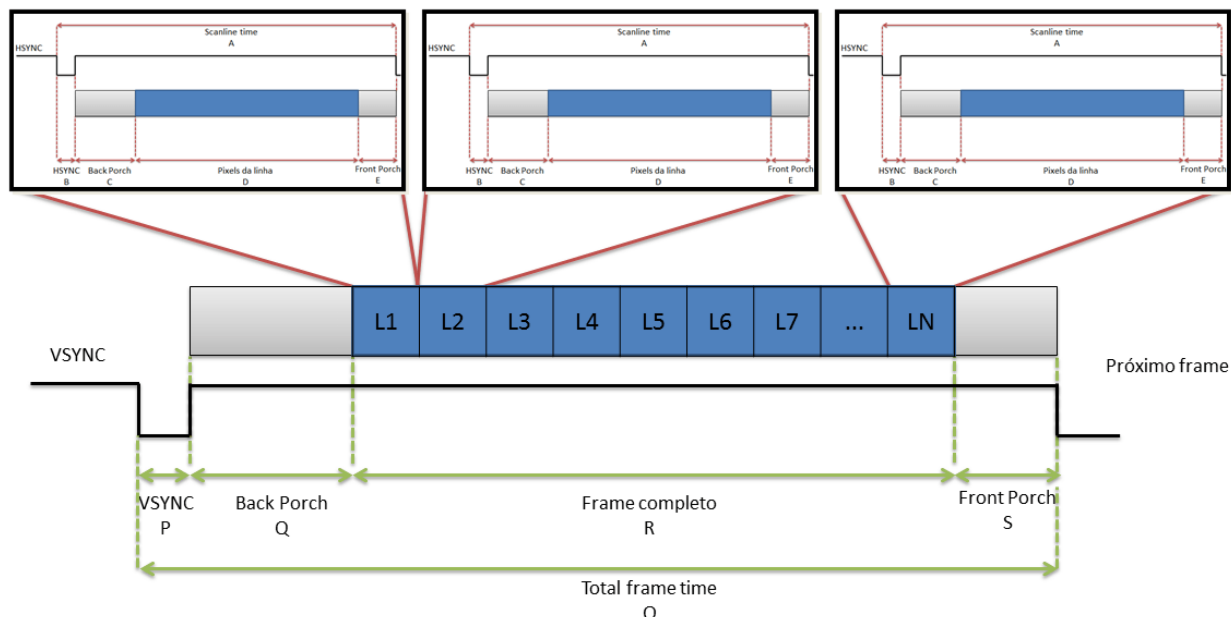 Scanline time
A
HSYNC
HSYNC
B
Back Porch
C
Pixels da linha
D
Front Porch
E
Scanline time
A
HSYNC
HSYNC
B
Back Porch
C
Pixels da linha
D
Front Porch
E
Scanline time
A
HSYNC
HSYNC
B
Back Porch
C
Pixels da linha
D
Front Porch
E
L1 L2 L3 L4 L5 L6 L7 ... LN
VSYNC
Próximo frame
VSYNC
P
Back Porch
Q
Frame completo
R
Front Porch
S
Total frame time
O